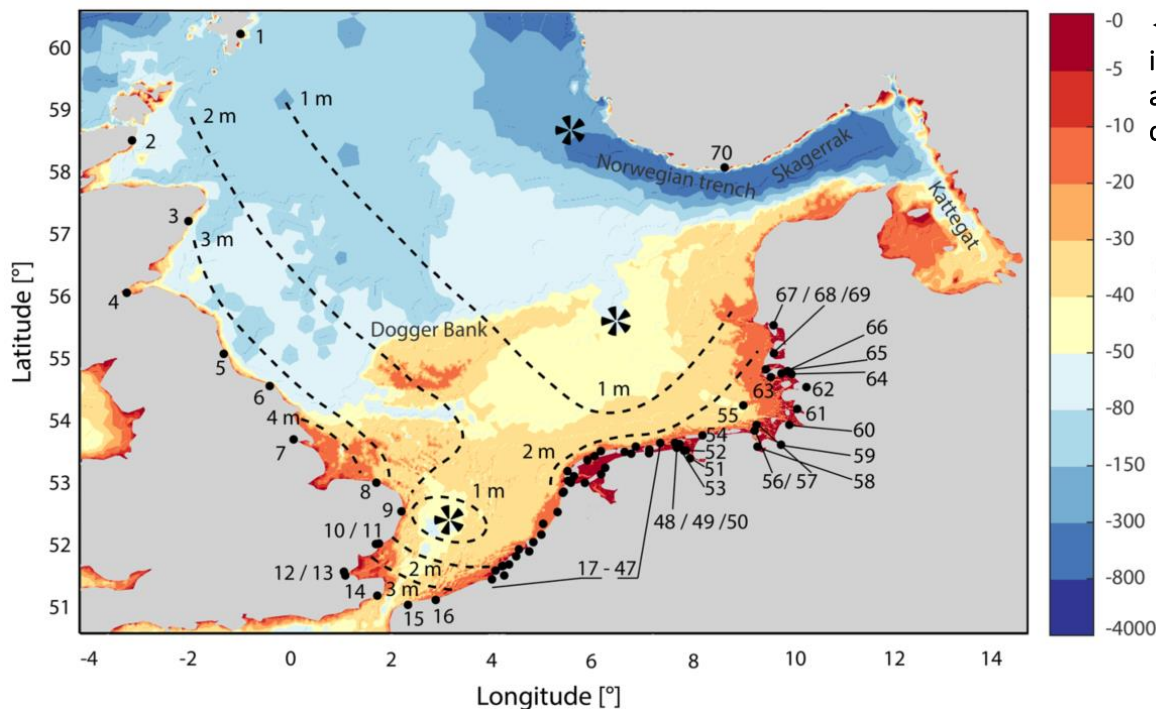 60
59
58
57
56
55
54
53
52
51
Latitude [°]
-4
-2
0
2
4
6
8
10
12
14
Longitude [°]
1
1 m
2 m
2
70
Norwegian trench
Skagerrak
Kattegat
3
3 m
4
Dogger Bank
67 / 68 / 69
66
65
64
5
63
62
6
1 m
55
61
4 m
60
7
2 m
54
52
59
51
53
58
8
1 m
56/ 57
9
48 / 49 /50
10 / 11
2 m
17 - 47
12 / 13
14
3 m
15
16
-0
-5
-10
-20
-30
-40
-50
-80
-150
-300
-800
-4000
i
a